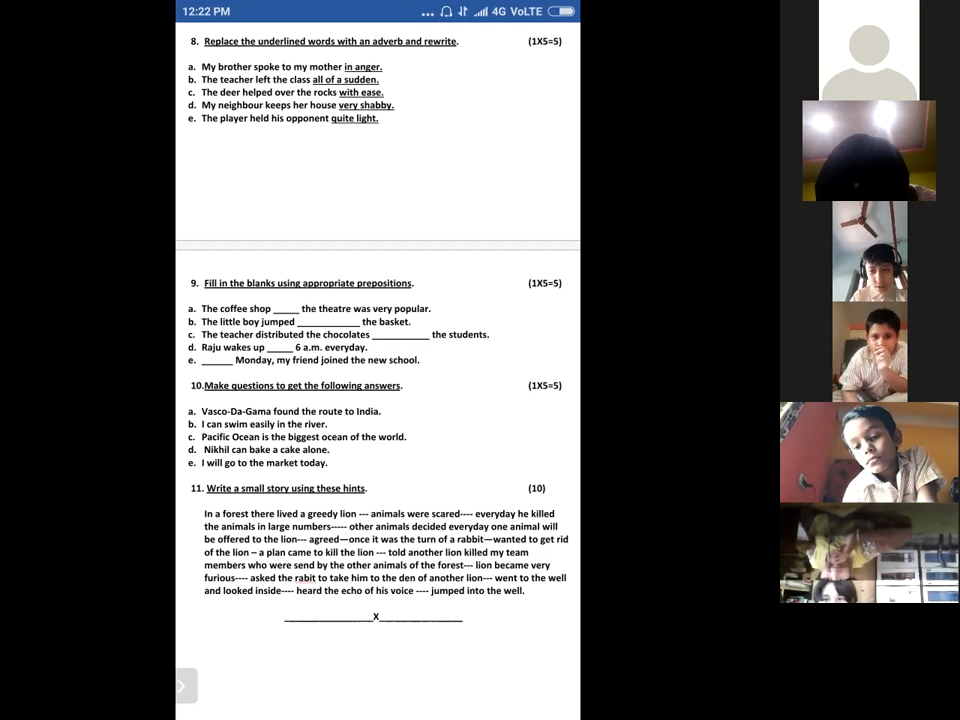 12:22 PM ... 4G VoLTE
8. Replace the underlined words with an adverb and rewrite. (1X5=5)
a. My brother spoke to my mother in anger.
b. The teacher left the class all of a sudden.
c. The deer helped over the rocks with ease.
d. My neighbour keeps her house very shabby.
e. The player held his opponent quite light.
9. Fill in the blanks using appropriate prepositions. (1X5=5)
a. The coffee shop _____ the theatre was very popular.
b. The little boy jumped ____________ the basket.
c. The teacher distributed the chocolates ___________ the students.
d. Raju wakes up _____ 6 a.m. everyday.
e. ______ Monday, my friend joined the new school.
10.Make questions to get the following answers. (1X5=5)
a. Vasco-Da-Gama found the route to India.
b. I can swim easily in the river.
c. Pacific Ocean is the biggest ocean of the world.
d. Nikhil can bake a cake alone.
e. I will go to the market today.
11. Write a small story using these hints. (10)
In a forest there lived a greedy lion --- animals were scared---- everyday he killed
the animals in large numbers----- other animals decided everyday one animal will
be offered to the lion--- agreed—once it was the turn of a rabbit—wanted to get rid
of the lion – a plan came to kill the lion --- told another lion killed my team
members who were send by the other animals of the forest--- lion became very
furious---- asked the rabit to take him to the den of another lion--- went to the well
and looked inside---- heard the echo of his voice ---- jumped into the well.
_________________X________________